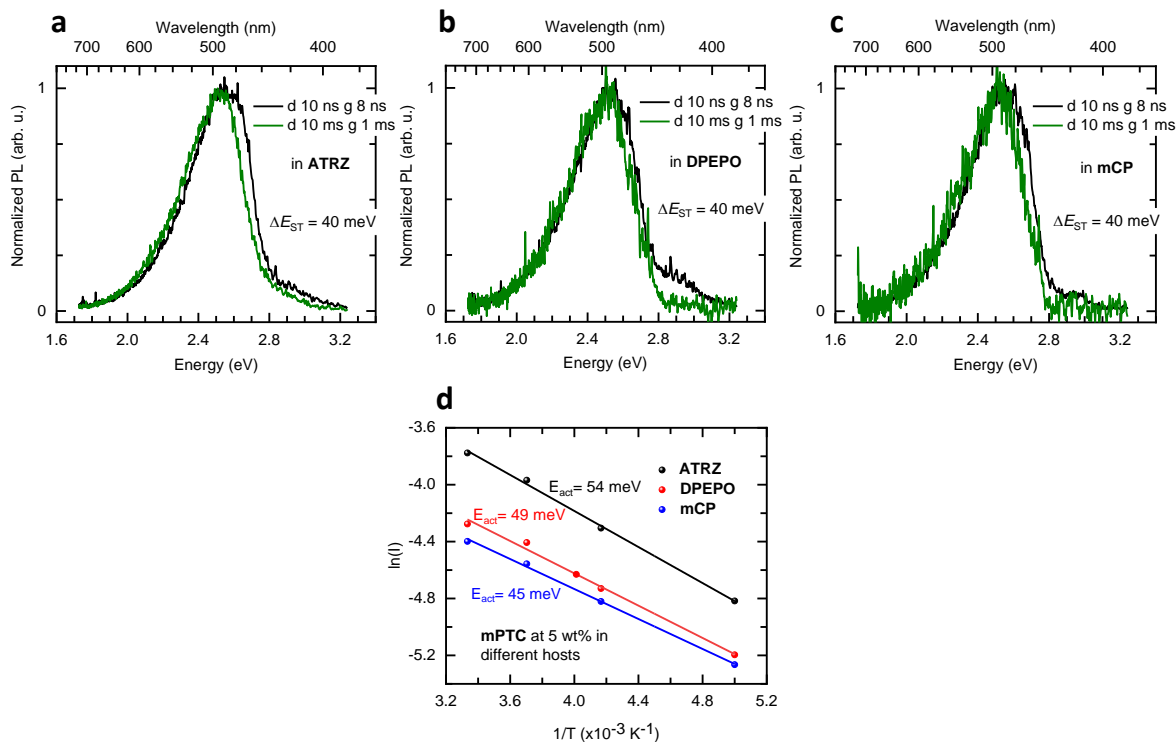 a
Wavelength (nm)
700 600 500 400
1
0
Normalized PL (arb. u.)
d 10 ns g 8 ns
d 10 ms g 1 ms
in ATRZ
ΔE_ST = 40 meV
1.6 2.0 2.4 2.8 3.2
Energy (eV)
b
Wavelength (nm)
700 600 500 400
1
0
Normalized PL (arb. u.)
d 10 ns g 8 ns
d 10 ms g 1 ms
in DPEPO
ΔE_ST = 40 meV
1.6 2.0 2.4 2.8 3.2
Energy (eV)
c
Wavelength (nm)
700 600 500 400
1
0
Normalized PL (arb. u.)
d 10 ns g 8 ns
d 10 ms g 1 ms
in mCP
ΔE_ST = 40 meV
1.6 2.0 2.4 2.8 3.2
Energy (eV)
d
-3.6
-4.0
-4.4
-4.8
-5.2
ln(I)
ATRZ
DPEPO
mCP
E_act= 54 meV
E_act= 49 meV
E_act= 45 meV
mPTC at 5 wt% in
different hosts
3.2 3.6 4.0 4.4 4.8 5.2
1/T (x10⁻³ K⁻¹)